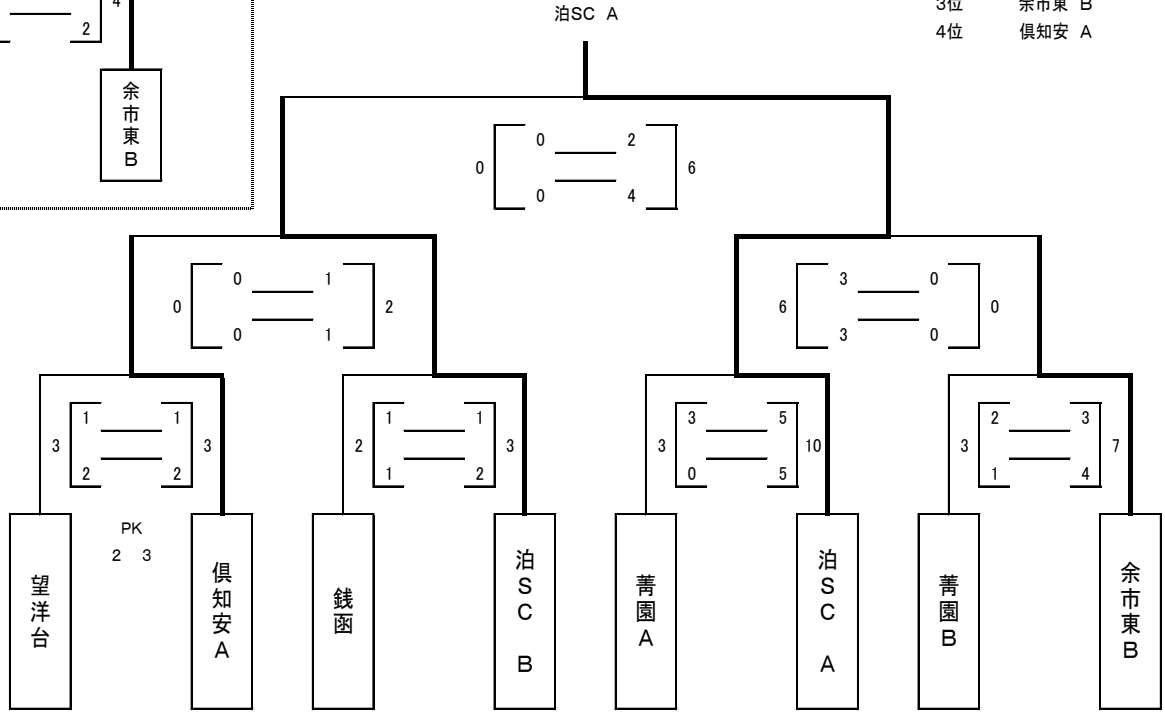 泊SC A
3位 余市東 B
4位 倶知安 A
4
2
余市東B
0 2
0 6
0 4
0 1
0 2
0 1
3 0
6 0
3 0
1 1
3 3
2 2
1 1
2 3
1 2
3 5
3 10
0 5
2 3
3 7
1 4
PK
2 3
望洋台
倶知安A
銭函
泊SC B
菁園A
泊SC A
菁園B
余市東B